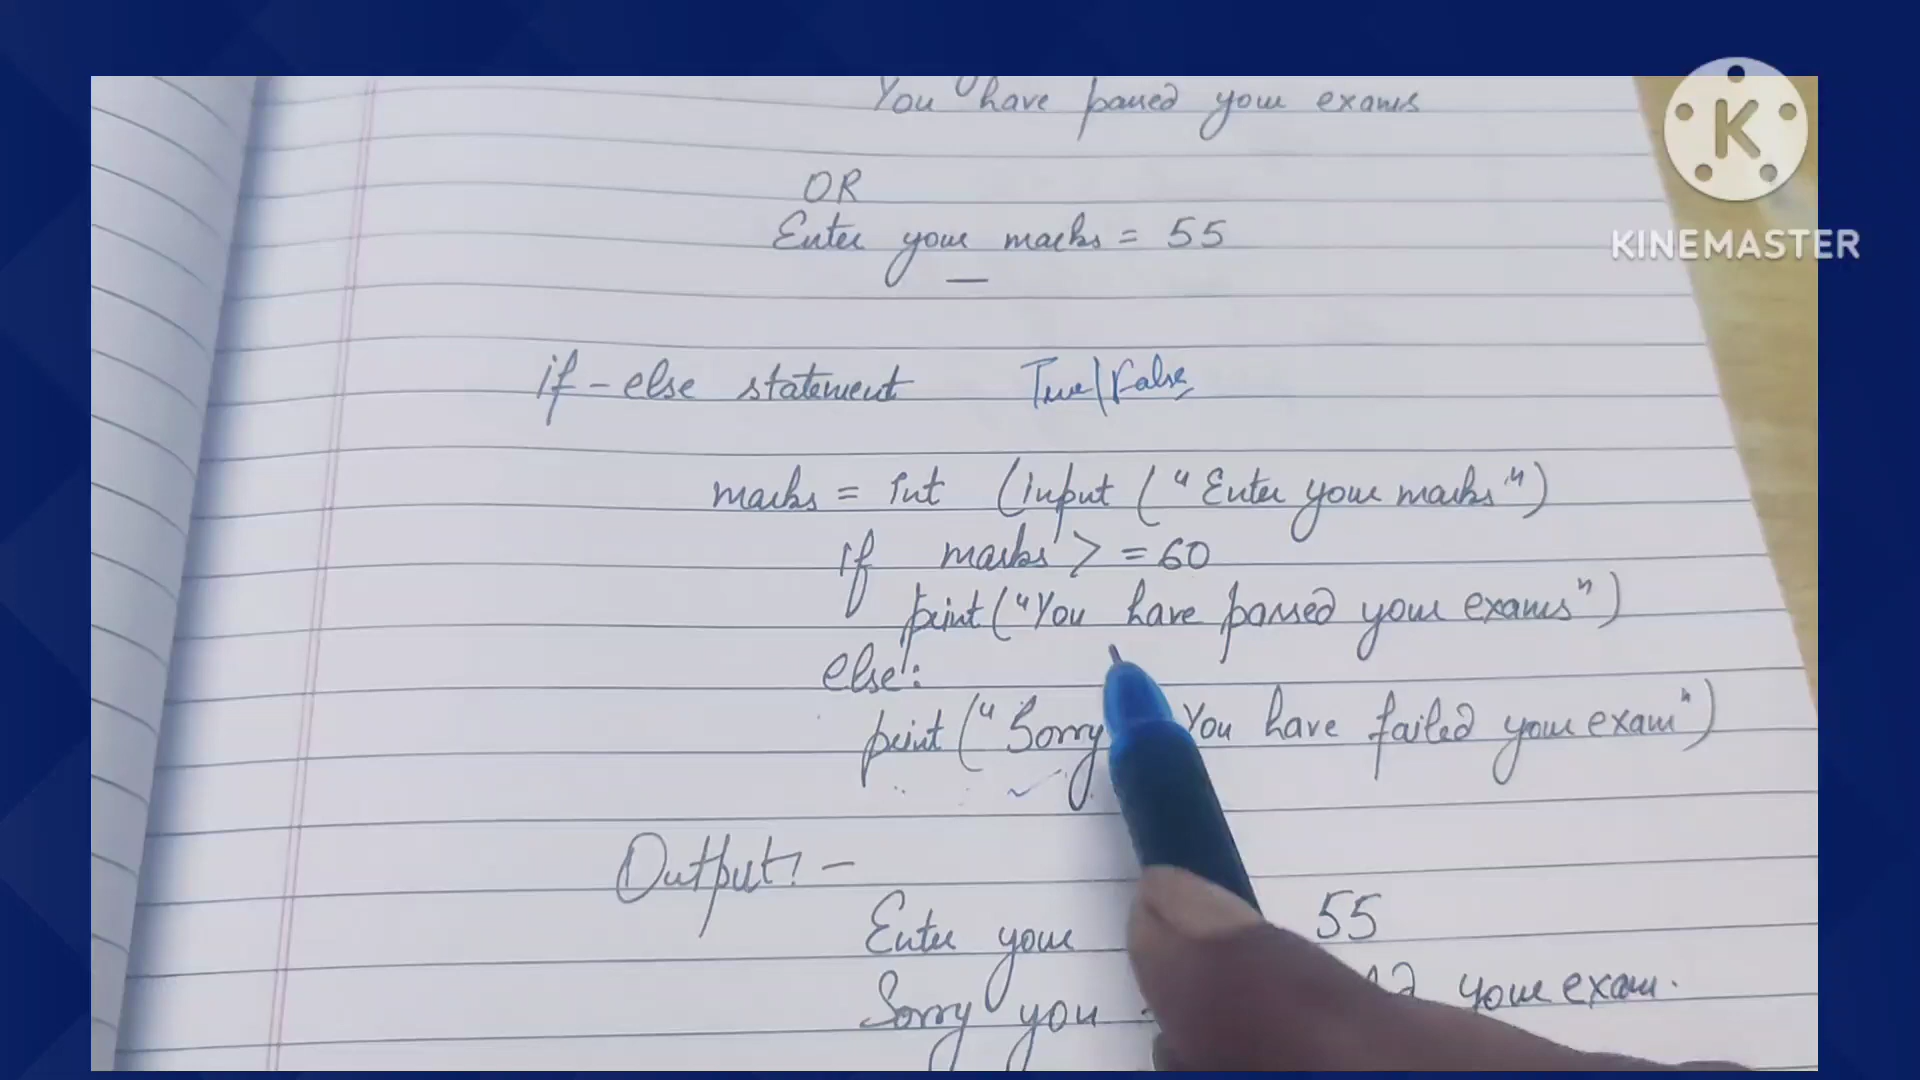 You have passed your exams
KINEMASTER
OR
Enter your marks = 55
if - else statement True/False
marks = int (input ("Enter your marks")
if marks > = 60
print("You have passed your exams")
else:
print("Sorry You have failed your exam")
Output: -
Enter your 55
Sorry you your exam.